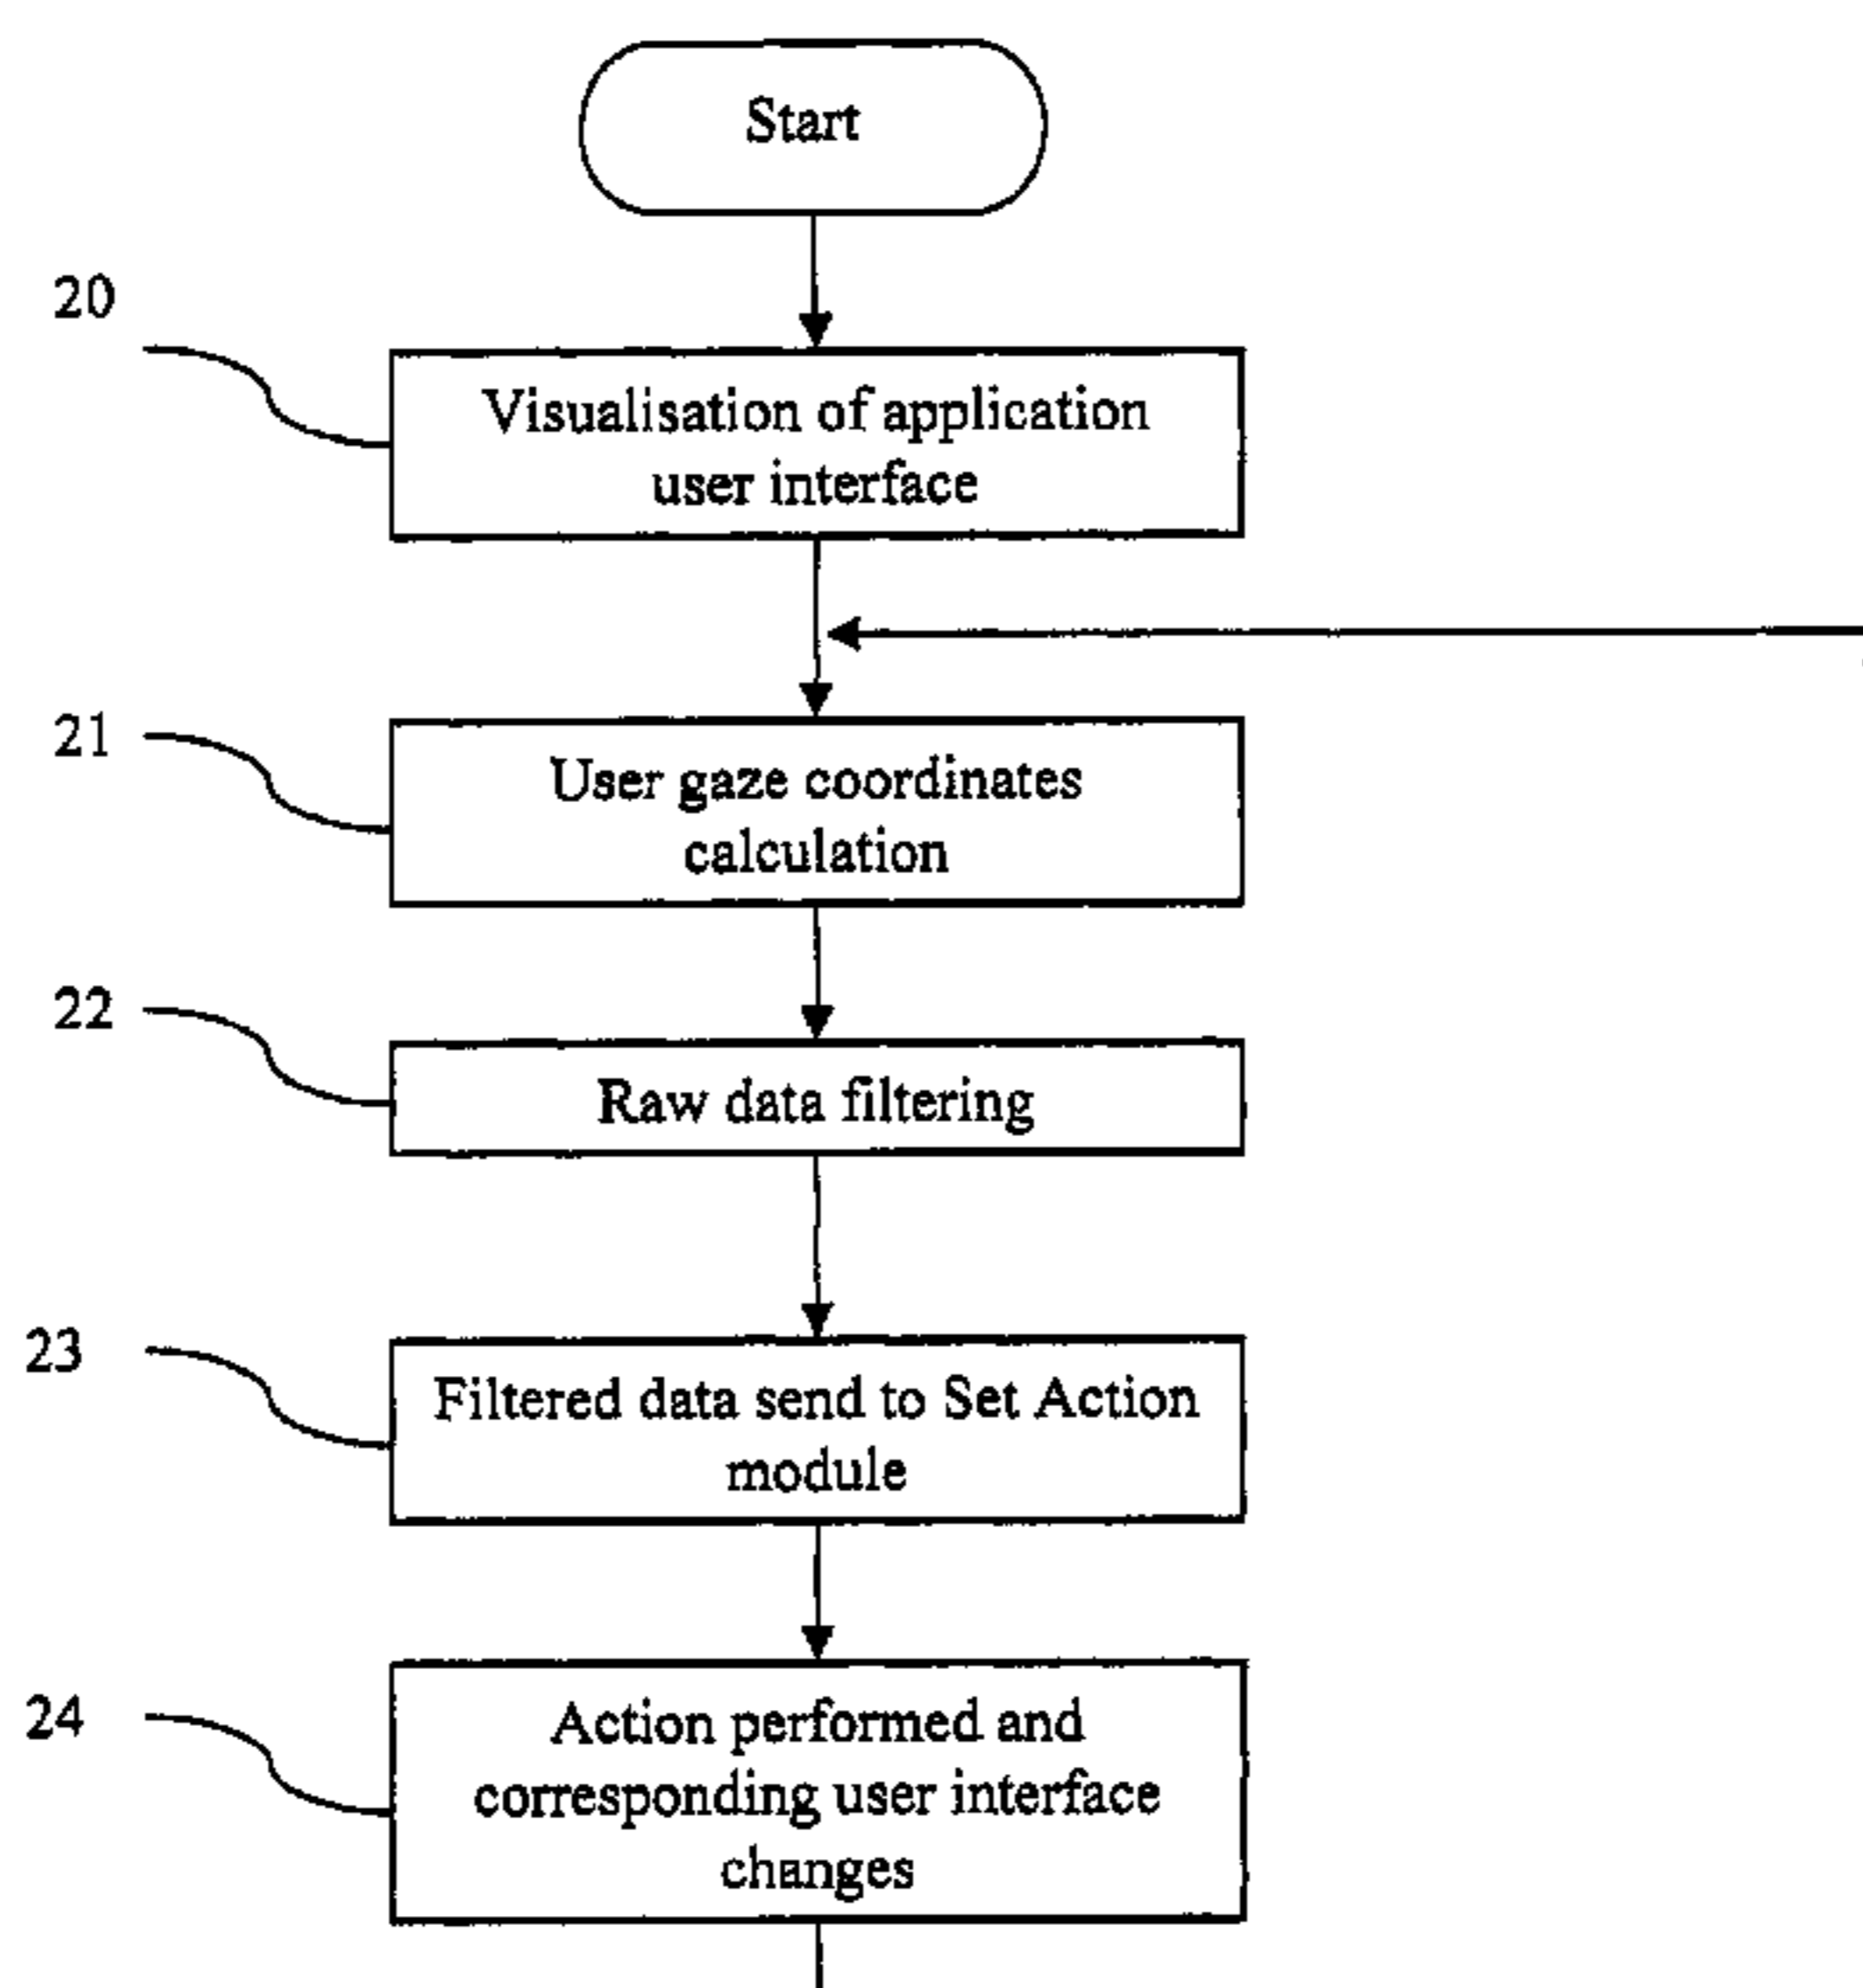 Start
20
Visualisation of application
user interface
21
User gaze coordinates
calculation
22
Raw data filtering
23
Filtered data send to Set Action
module
24
Action performed and
corresponding user interface
changes